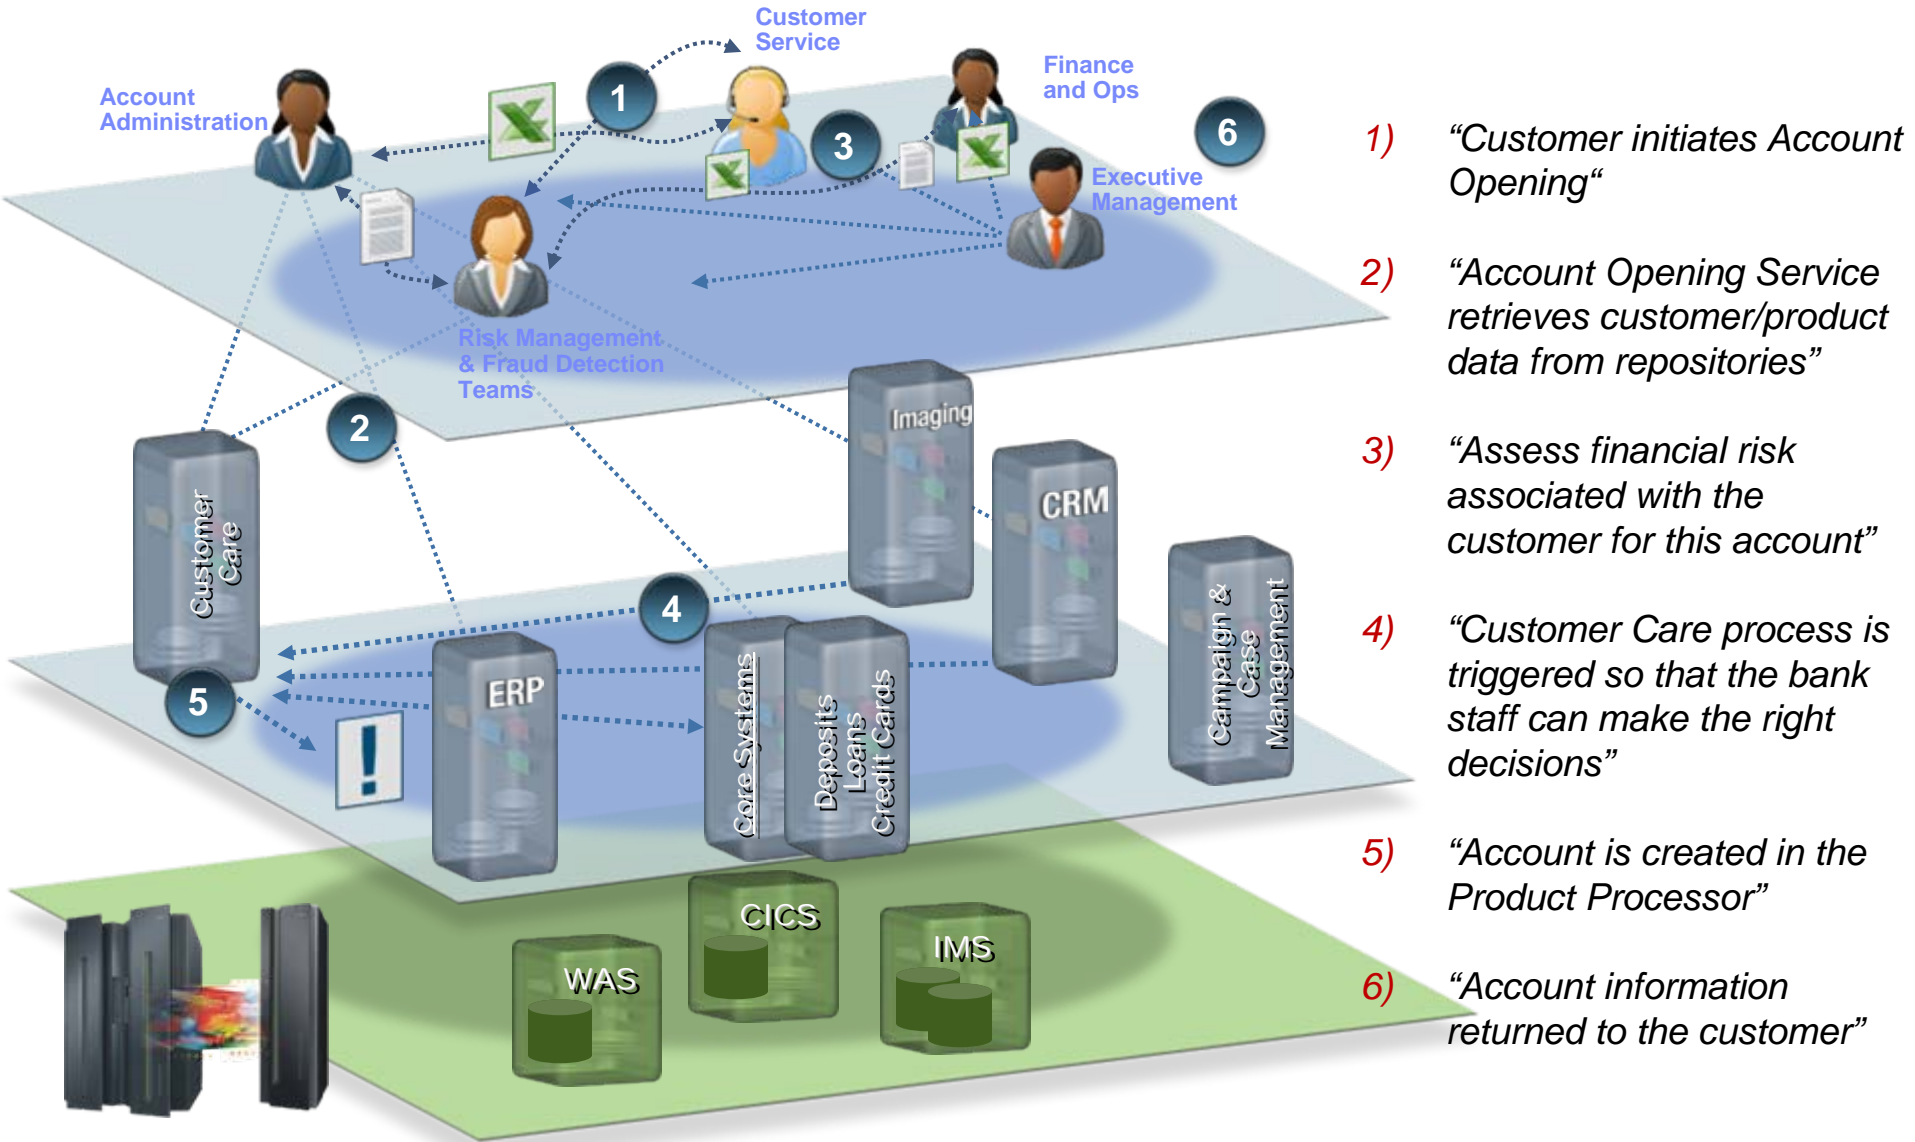 Customer
Service
Finance
and Ops
Account
Administration
1
3
6
Executive
Management
Risk Management
& Fraud Detection
Teams
2
Imaging
CRM
Customer
Care
4
5
ERP
!
Core Systems
Deposits
Loans
Credit Cards
Campaign &
Case
Management
CICS
IMS
WAS
1) “Customer initiates Account
Opening“
2) “Account Opening Service
retrieves customer/product
data from repositories”
3) “Assess financial risk
associated with the
customer for this account”
4) “Customer Care process is
triggered so that the bank
staff can make the right
decisions”
5) “Account is created in the
Product Processor”
6) “Account information
returned to the customer”